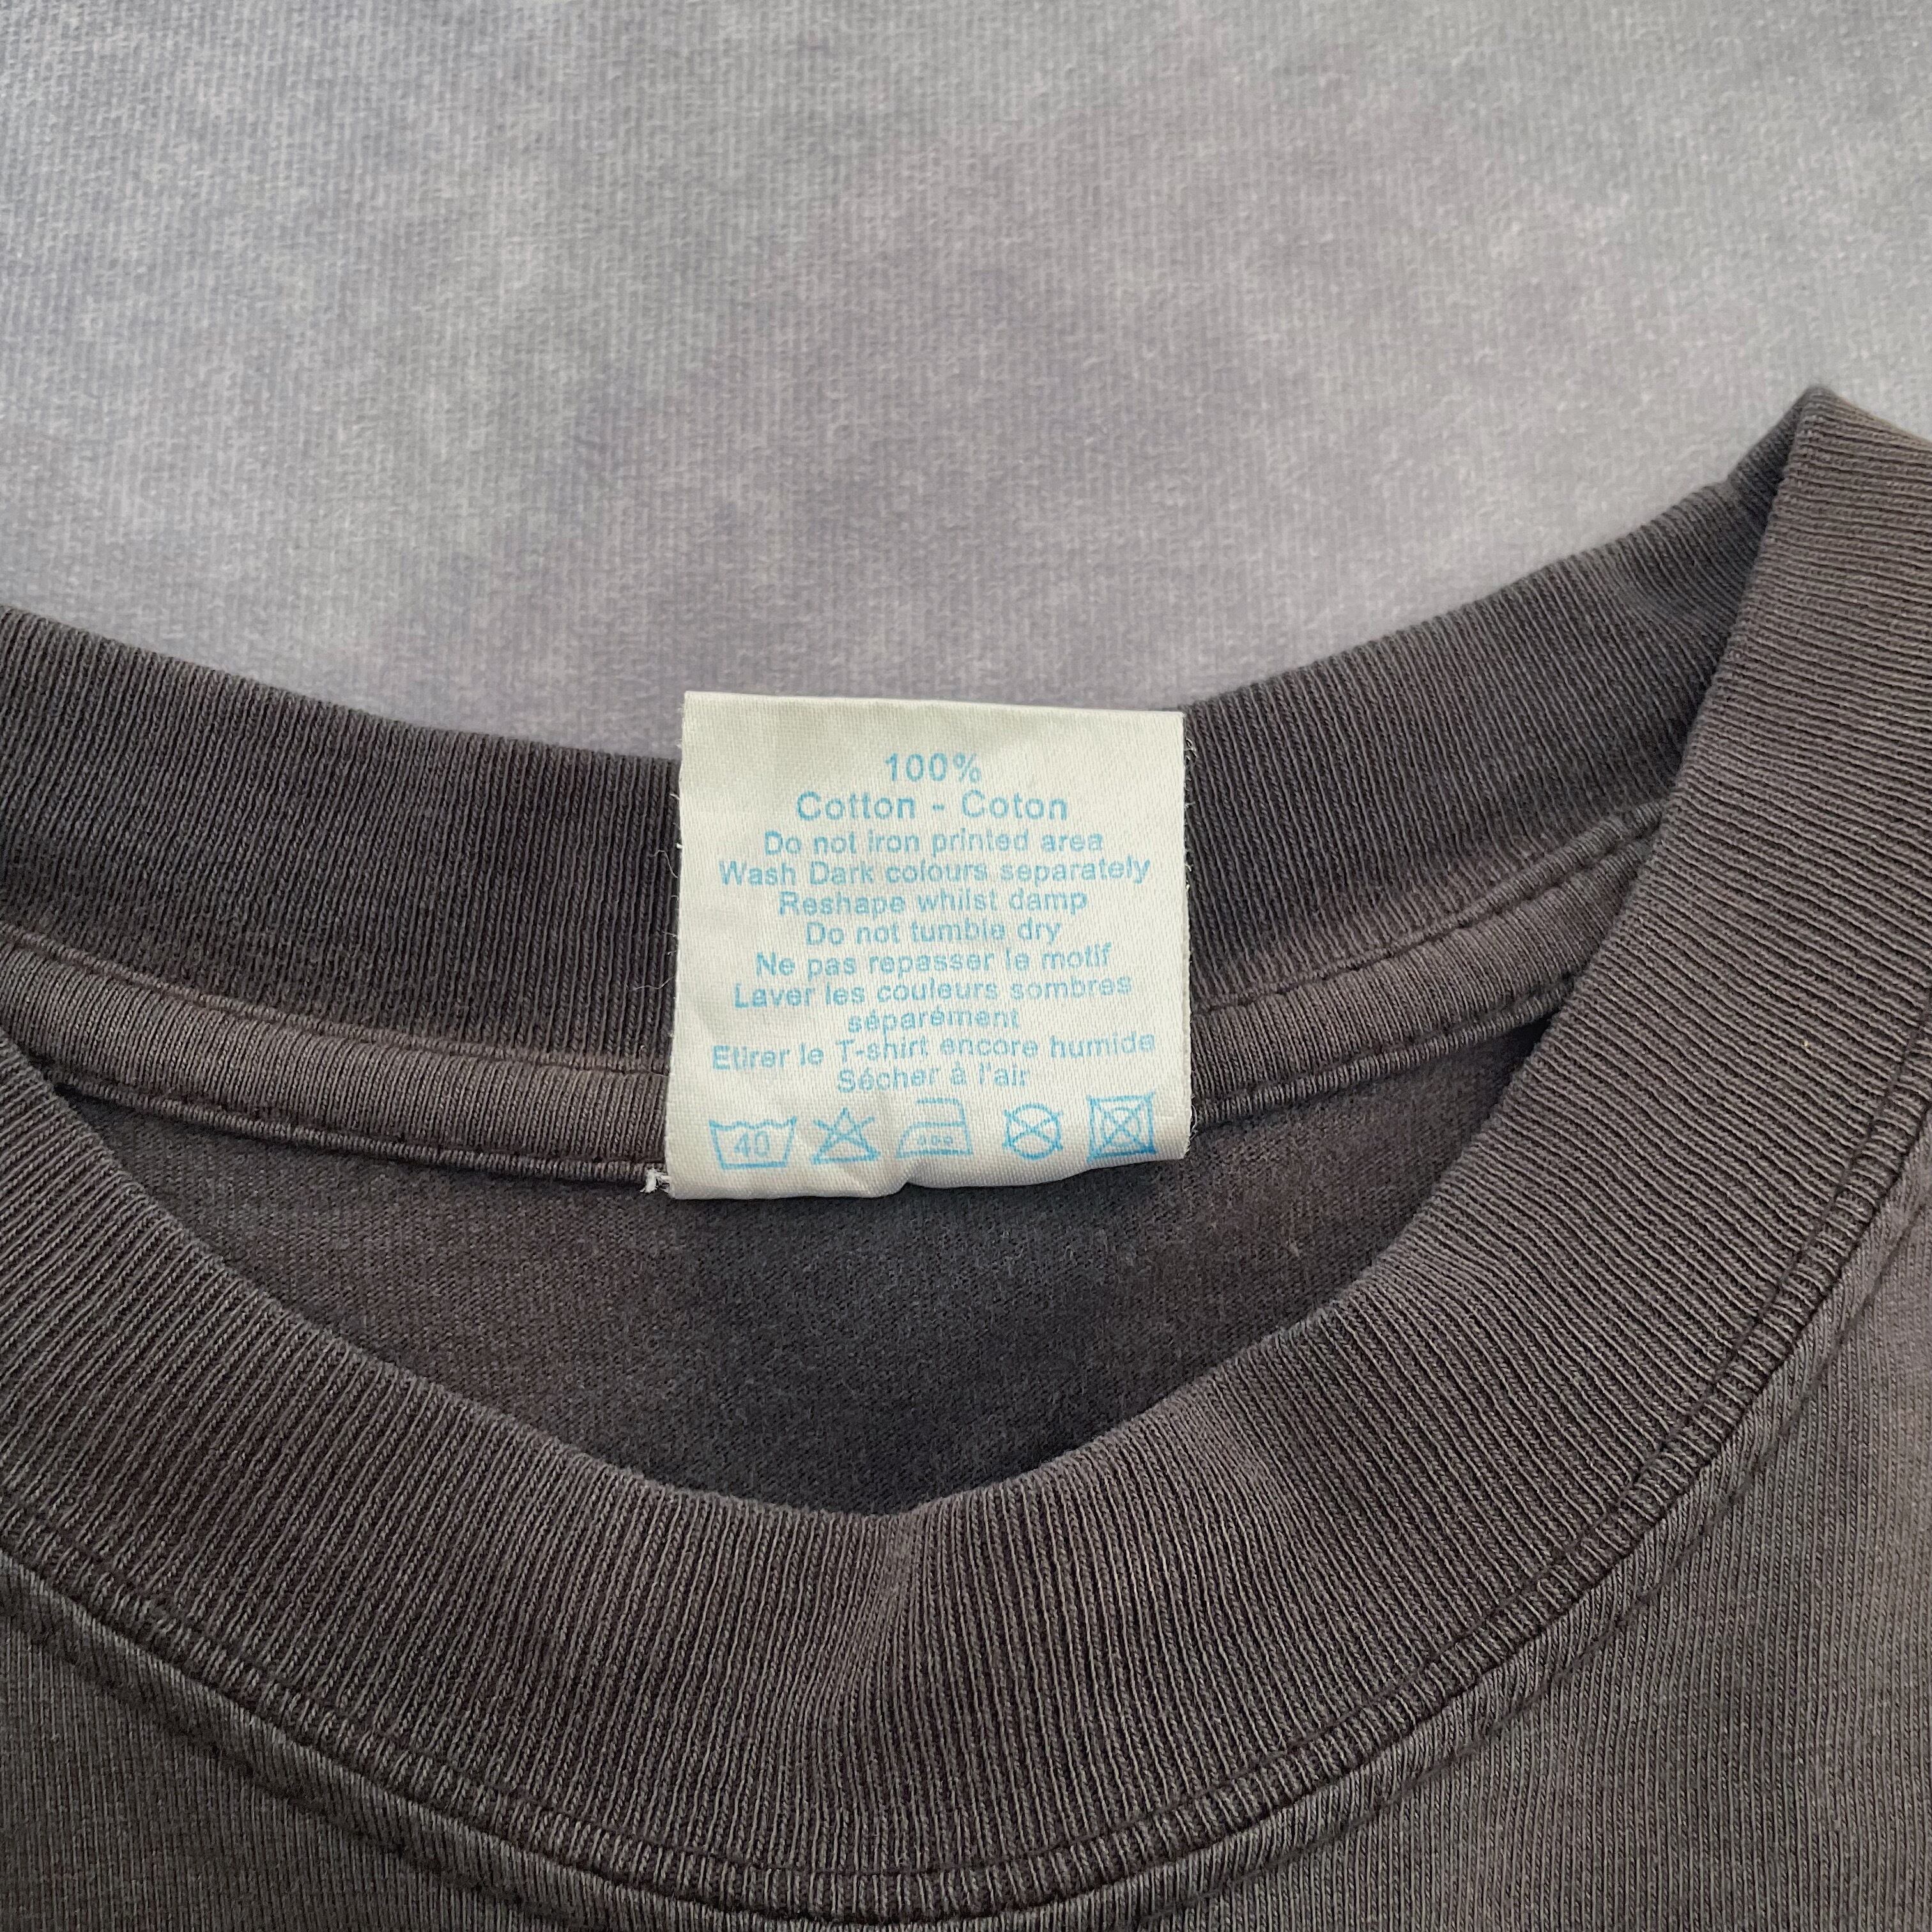 100%
Cotton - Coton
Do not iron printed area
Wash Dark colours separately
Reshape whilst damp
Do not tumble dry
Ne pas repasser le motif
Laver les couleurs sombres
séparément
Etirer le T-shirt encore humide
Sécher à l'air
40